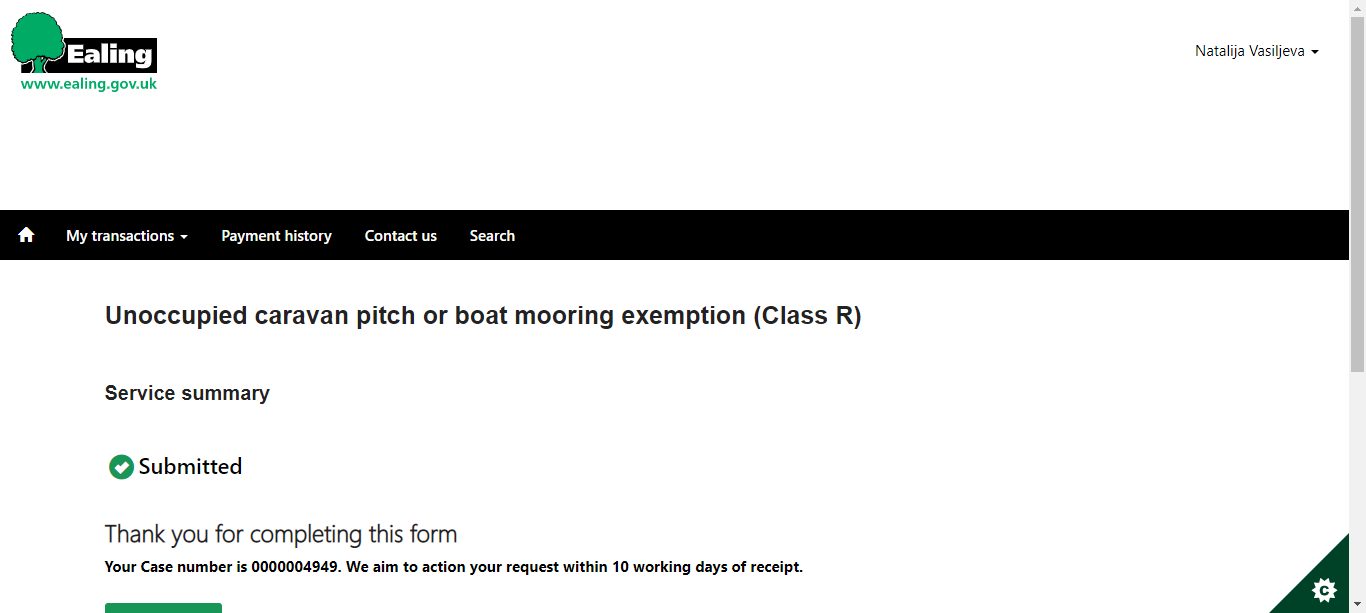 Ealing
www.ealing.gov.uk
Natalija Vasiljeva
My transactions
Payment history
Contact us
Search
Unoccupied caravan pitch or boat mooring exemption (Class R)
Service summary
Submitted
Thank you for completing this form
Your Case number is 0000004949. We aim to action your request within 10 working days of receipt.
C